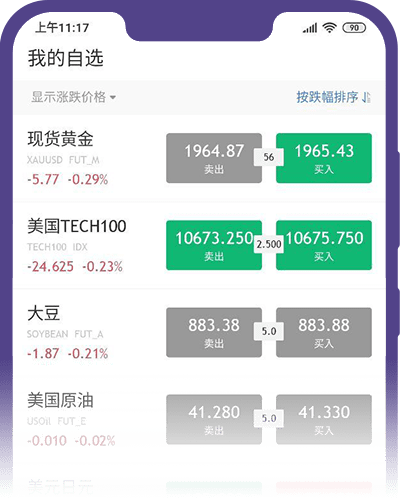 上午11:17
90
我的自选
显示涨跌价格
按跌幅排序
现货黄金
XAUUSD FUT_M
-5.77 -0.29%
1964.87
卖出
56
1965.43
买入
美国TECH100
TECH100 IDX
-24.625 -0.23%
10673.250
卖出
2.500
10675.750
买入
大豆
SOYBEAN FUT_A
-1.87 -0.21%
883.38
卖出
5.0
883.88
买入
美国原油
USOil FUT_E
-0.010 -0.02%
41.280
卖出
5.0
41.330
买入
美元日元